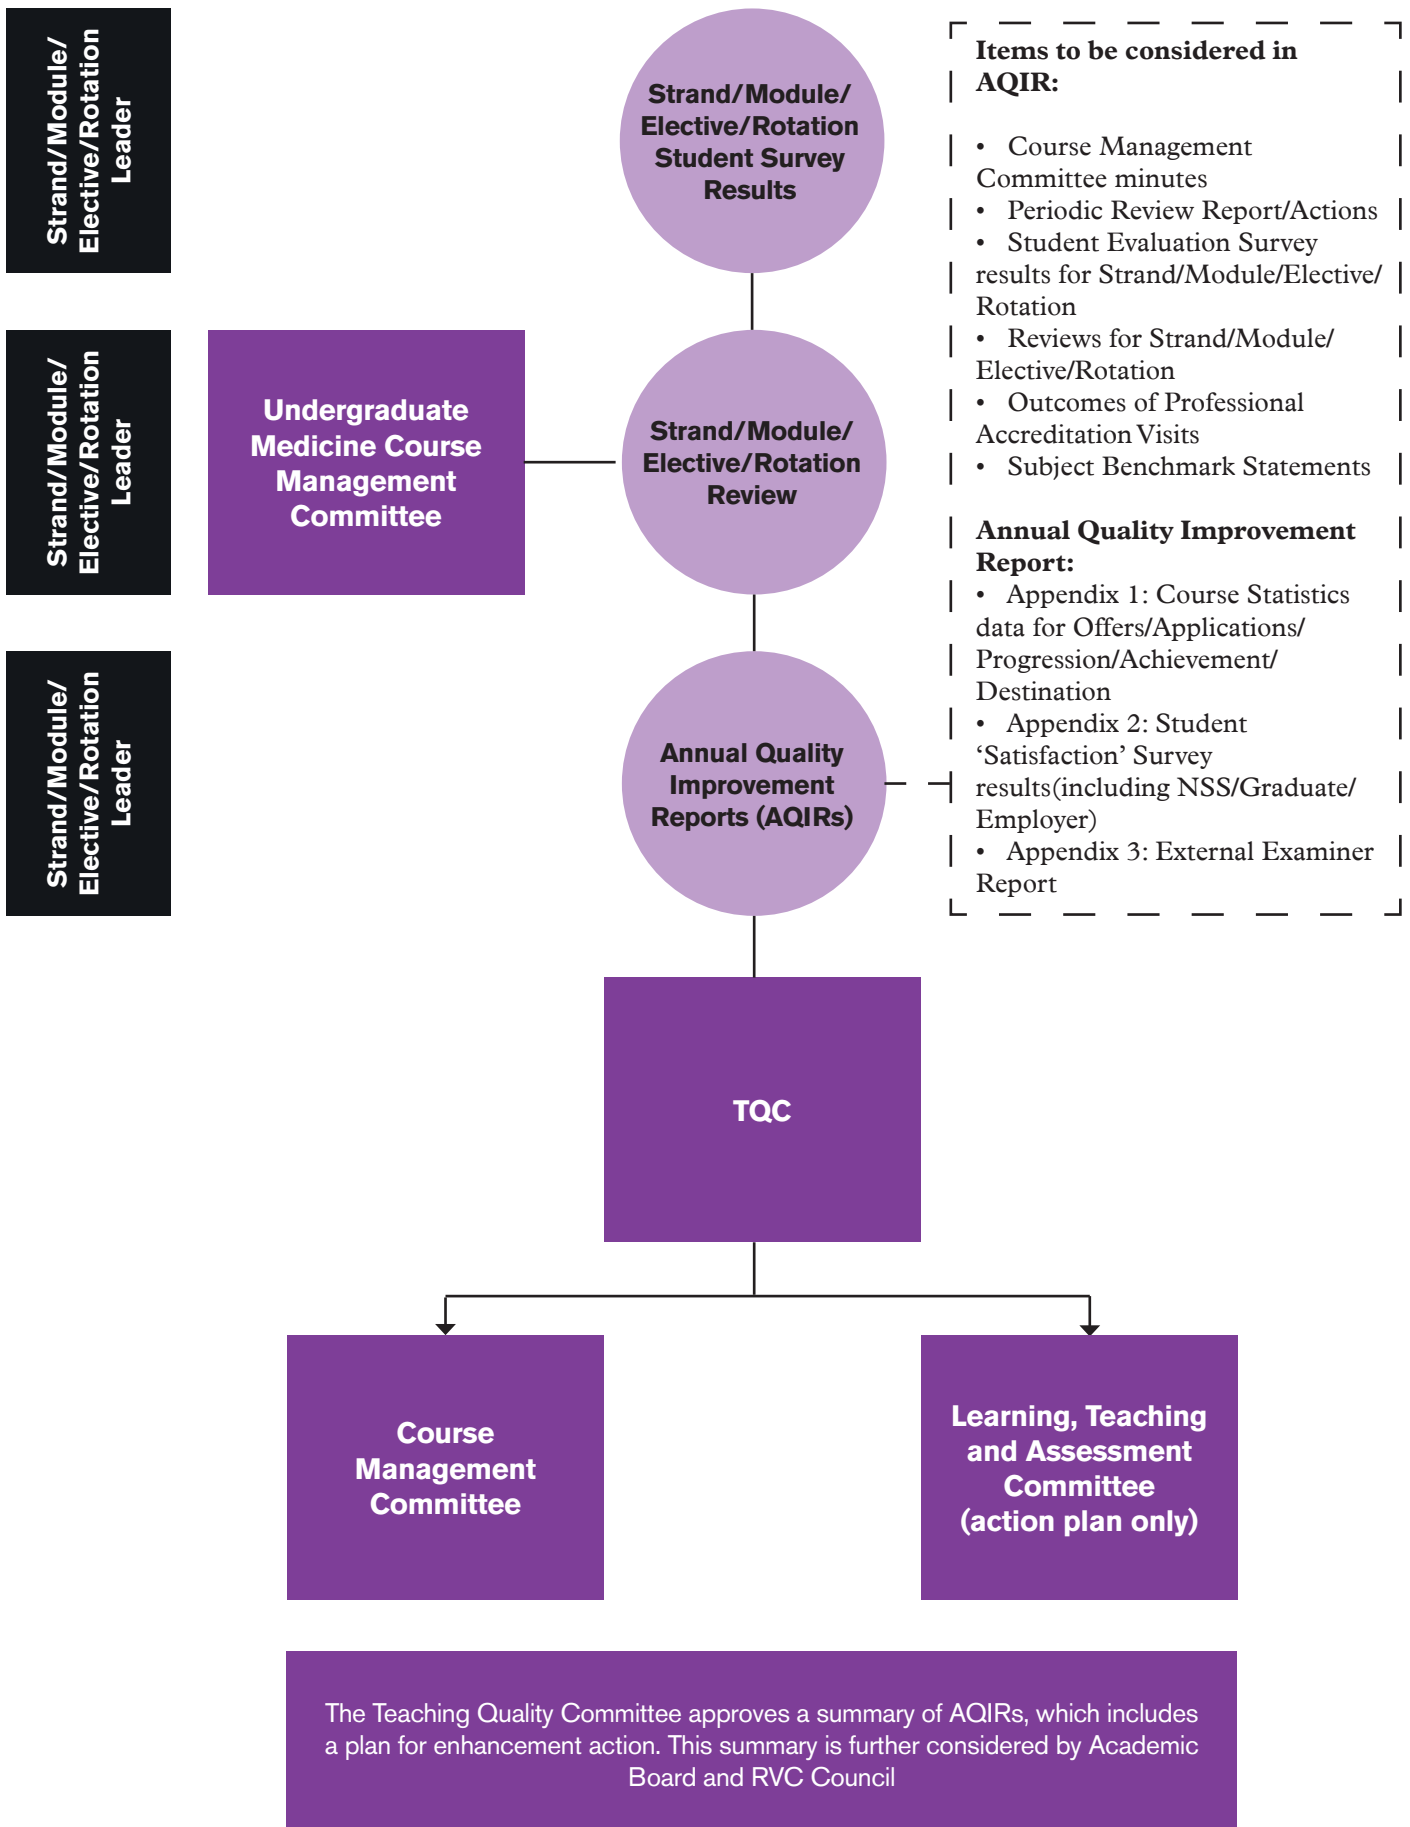 Strand/Module/
Elective/Rotation
Leader
Strand/Module/
Elective/Rotation
Student Survey
Results
Items to be considered in
AQIR:
• Course Management
Committee minutes
• Periodic Review Report/Actions
• Student Evaluation Survey
results for Strand/Module/Elective/
Rotation
• Reviews for Strand/Module/
Elective/Rotation
• Outcomes of Professional
Accreditation Visits
• Subject Benchmark Statements
Annual Quality Improvement
Report:
• Appendix 1: Course Statistics
data for Offers/Applications/
Progression/Achievement/
Destination
• Appendix 2: Student
‘Satisfaction’ Survey
results(including NSS/Graduate/
Employer)
• Appendix 3: External Examiner
Report
Strand/Module/
Elective/Rotation
Leader
Undergraduate
Medicine Course
Management
Committee
Strand/Module/
Elective/Rotation
Review
Strand/Module/
Elective/Rotation
Leader
Annual Quality
Improvement
Reports (AQIRs)
TQC
Course
Management
Committee
Learning, Teaching
and Assessment
Committee
(action plan only)
The Teaching Quality Committee approves a summary of AQIRs, which includes
a plan for enhancement action. This summary is further considered by Academic
Board and RVC Council